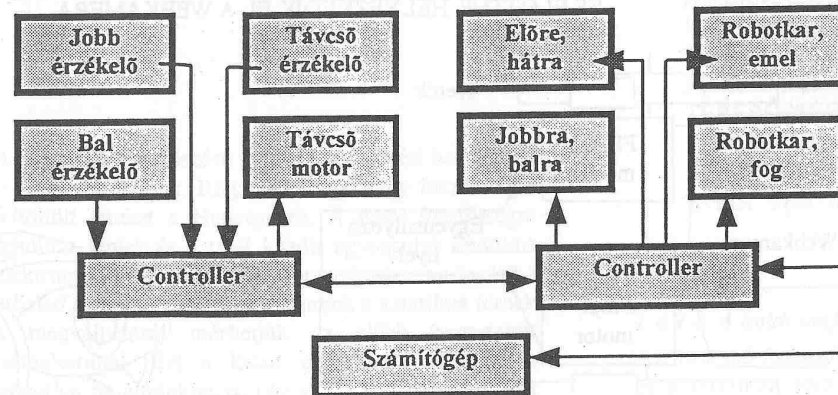 Jobb
érzékelő
Távcső
érzékelő
Előre,
hátra
Robotkar,
emel
Bal
érzékelő
Távcső
motor
Jobbra,
balra
Robotkar,
fog
Controller
Controller
Számítógép